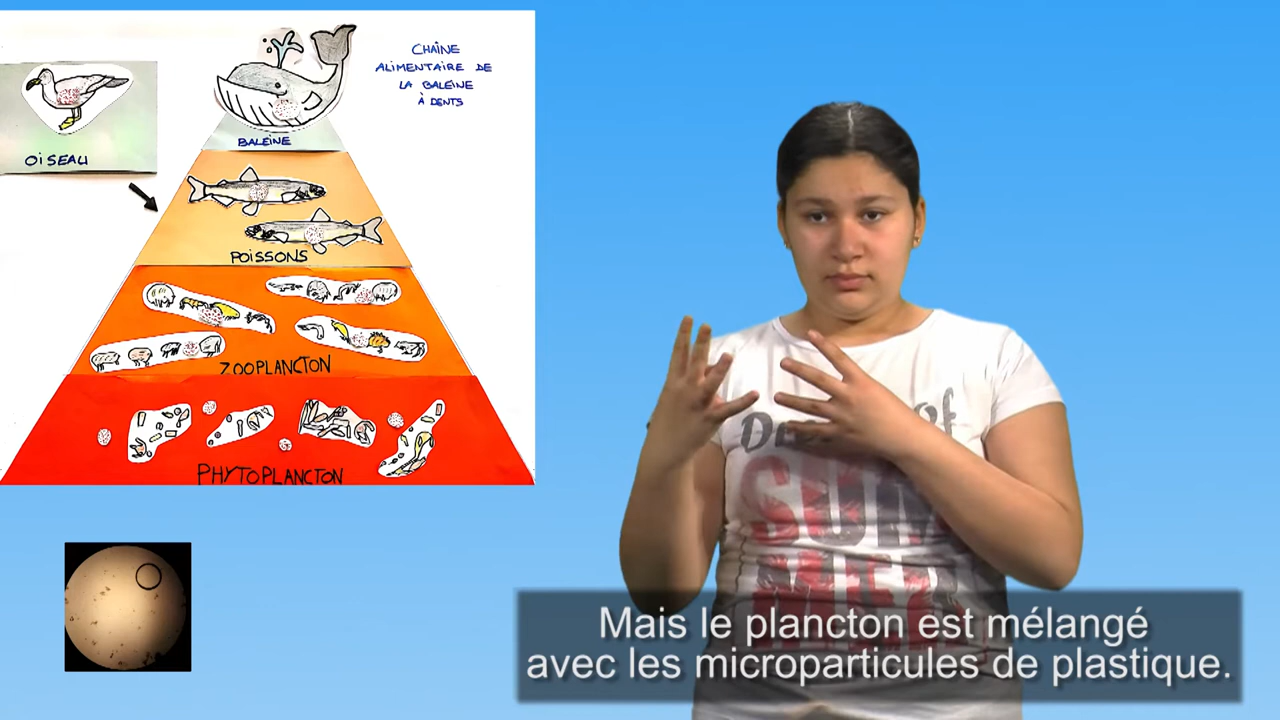 CHAÎNE
ALIMENTAIRE DE
LA BALEINE
À DENTS
OISEAU
BALEINE
POISSONS
ZOOPLANCTON
PHYTOPLANCTON
Mais le plancton est mélangé
avec les microparticules de plastique.